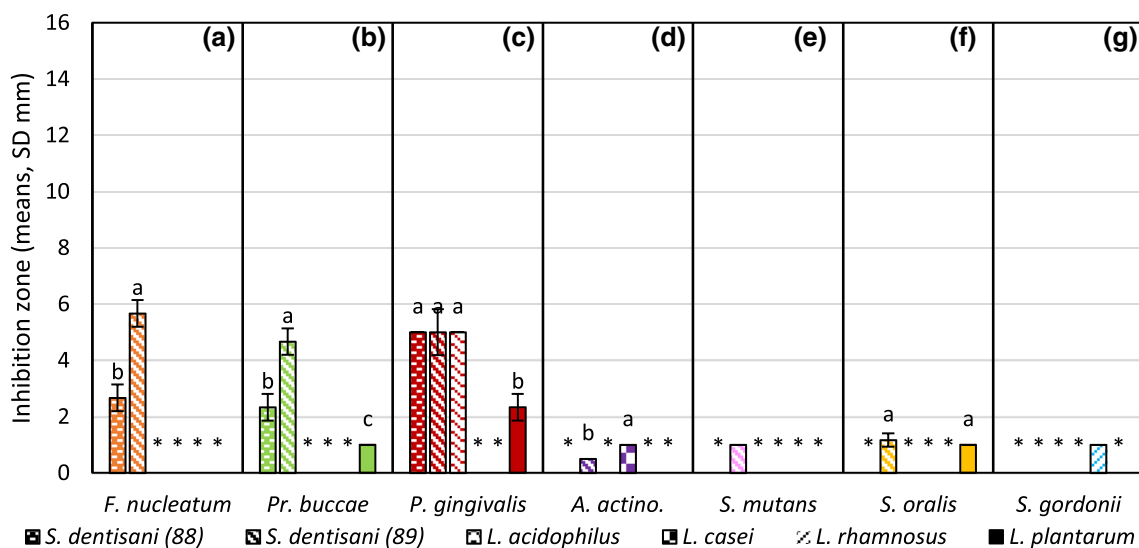 Inhibition zone (means, SD mm)
16
14
12
10
8
6
4
2
0
(a) (b) (c) (d) (e) (f) (g)
b a * * * *
b a * * * c
a a a * * b
* b * a * *
* * * * *
* a * * * a
* * * * *
F. nucleatum Pr. buccae P. gingivalis A. actino. S. mutans S. oralis S. gordonii
S. dentisani (88) S. dentisani (89) L. acidophilus L. casei L. rhamnosus L. plantarum